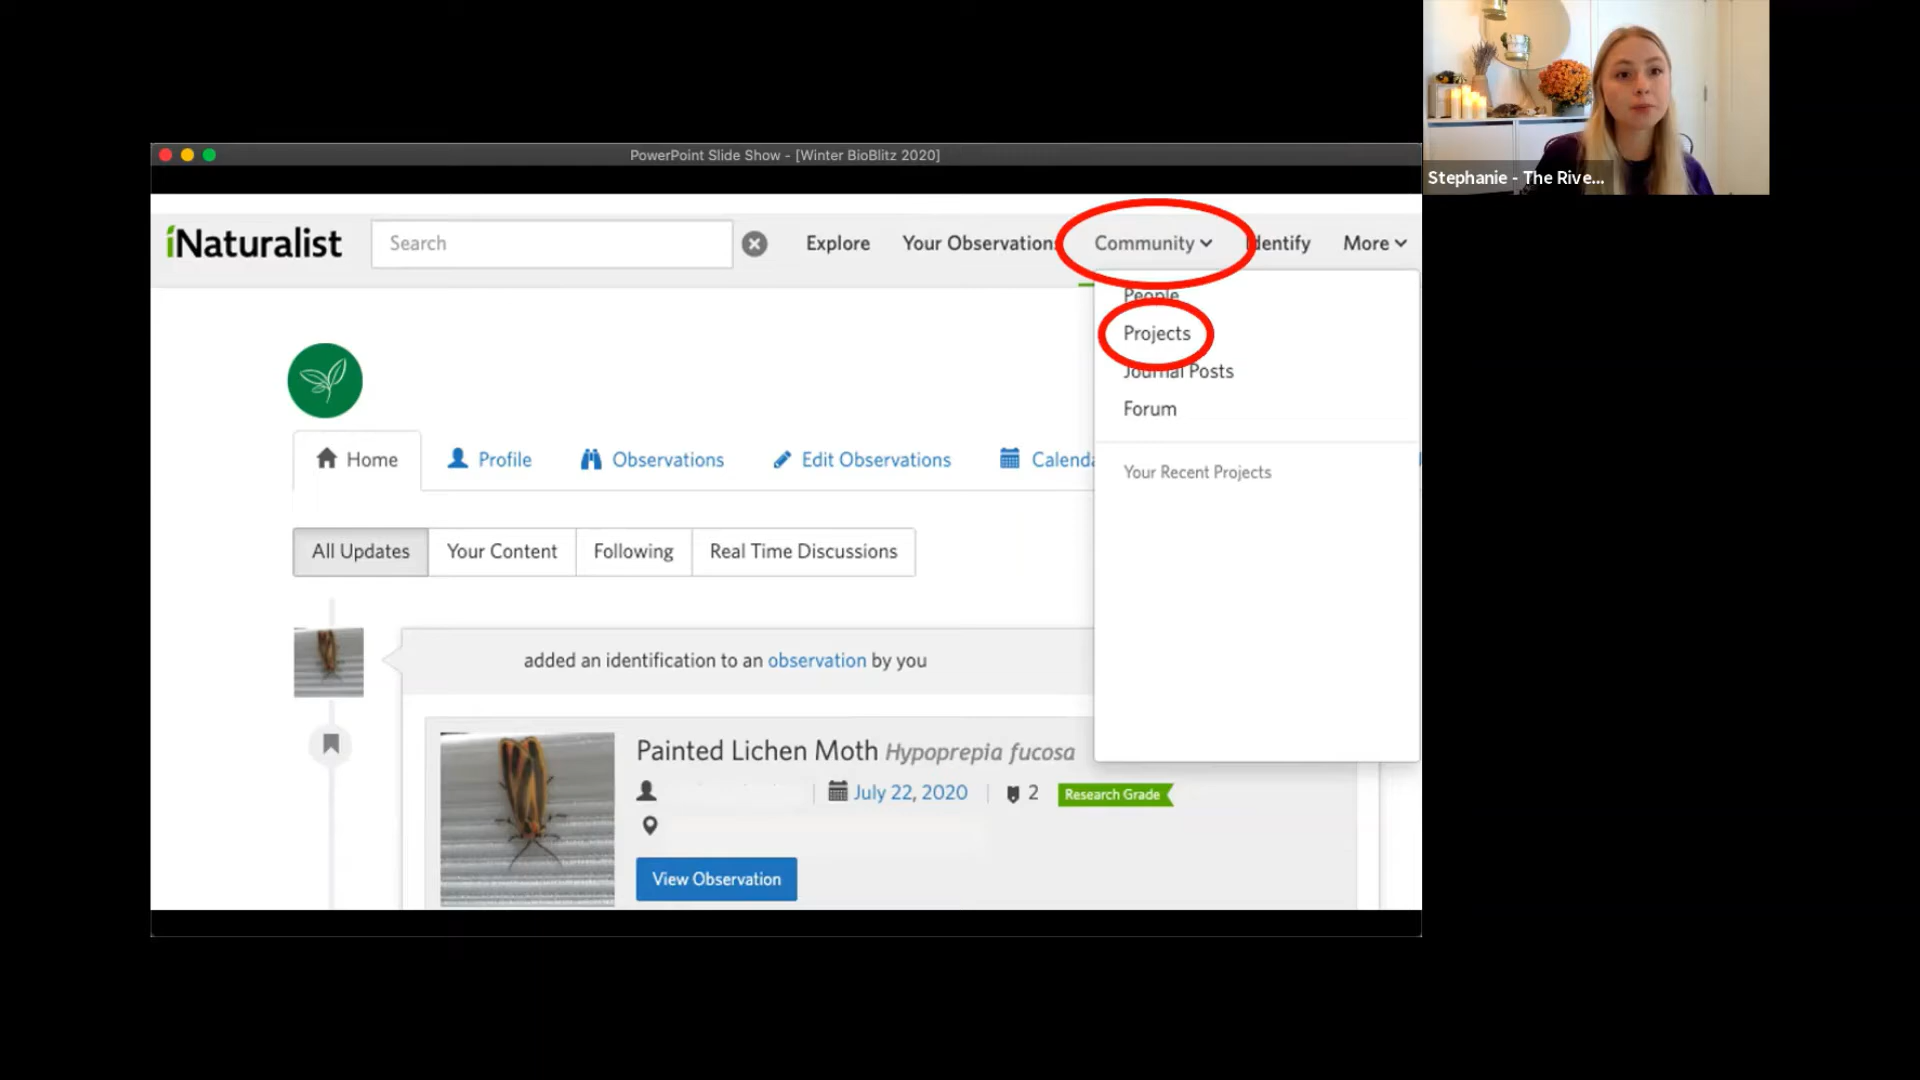 Stephanie - The Rive...
PowerPoint Slide Show - [Winter BioBlitz 2020]
iNaturalist Search Explore Your Observations Community Identify More
People
Projects
Journal Posts
Forum
Your Recent Projects
Home Profile Observations Edit Observations Calenda
All Updates Your Content Following Real Time Discussions
added an identification to an observation by you
Painted Lichen Moth Hypoprepia fucosa
July 22, 2020 2 Research Grade
View Observation